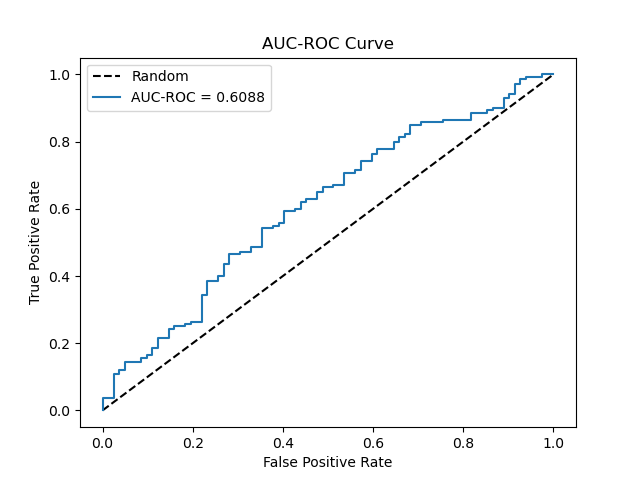 AUC-ROC Curve
Random
AUC-ROC = 0.6088
1.0
0.8
0.6
0.4
0.2
0.0
True Positive Rate
0.0 0.2 0.4 0.6 0.8 1.0
False Positive Rate